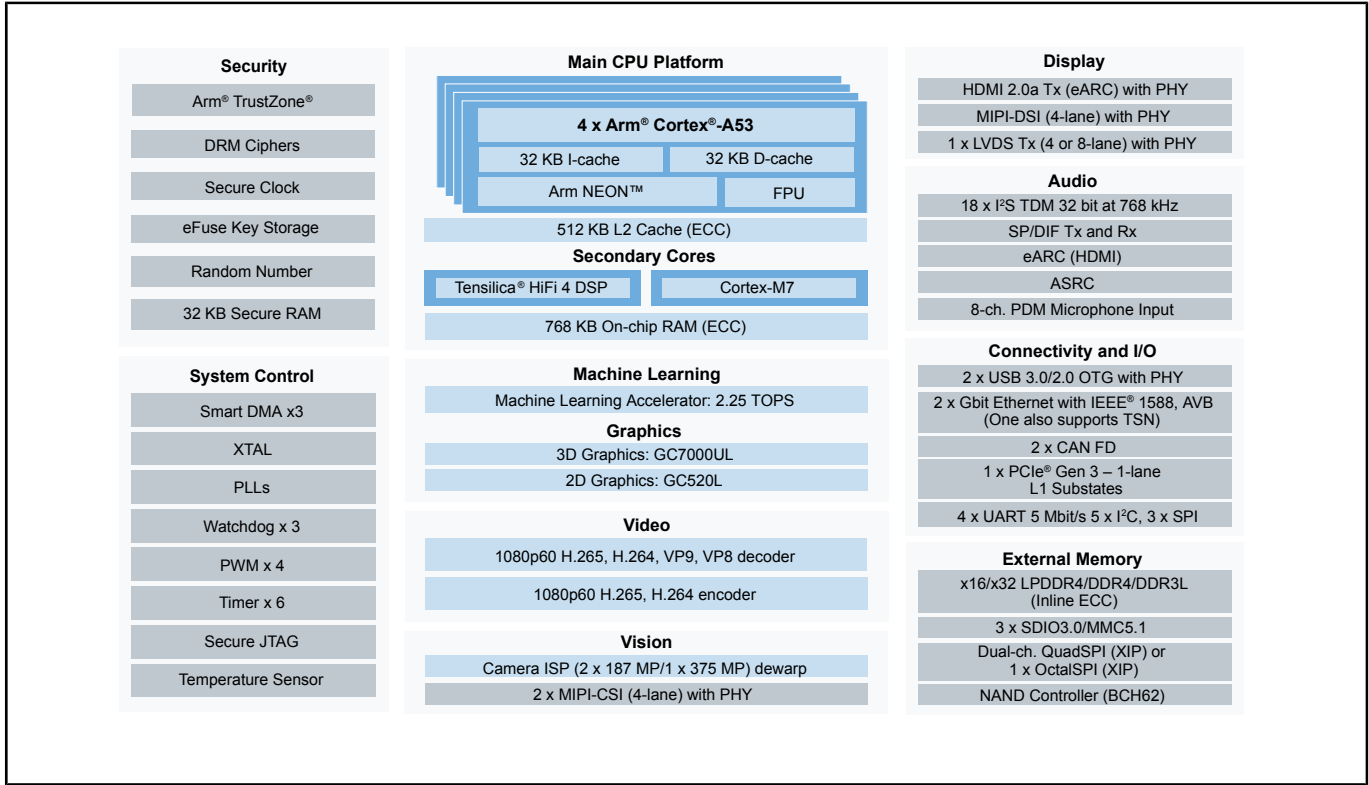 Security
Arm® TrustZone®
DRM Ciphers
Secure Clock
eFuse Key Storage
Random Number
32 KB Secure RAM
System Control
Smart DMA x3
XTAL
PLLs
Watchdog x 3
PWM x 4
Timer x 6
Secure JTAG
Temperature Sensor
Main CPU Platform
4 x Arm® Cortex®-A53
32 KB I-cache
32 KB D-cache
Arm NEON™
FPU
512 KB L2 Cache (ECC)
Secondary Cores
Tensilica® HiFi 4 DSP
Cortex-M7
768 KB On-chip RAM (ECC)
Machine Learning
Machine Learning Accelerator: 2.25 TOPS
Graphics
3D Graphics: GC7000UL
2D Graphics: GC520L
Video
1080p60 H.265, H.264, VP9, VP8 decoder
1080p60 H.265, H.264 encoder
Vision
Camera ISP (2 x 187 MP/1 x 375 MP) dewarp
2 x MIPI-CSI (4-lane) with PHY
Display
HDMI 2.0a Tx (eARC) with PHY
MIPI-DSI (4-lane) with PHY
1 x LVDS Tx (4 or 8-lane) with PHY
Audio
18 x I²S TDM 32 bit at 768 kHz
SP/DIF Tx and Rx
eARC (HDMI)
ASRC
8-ch. PDM Microphone Input
Connectivity and I/O
2 x USB 3.0/2.0 OTG with PHY
2 x Gbit Ethernet with IEEE® 1588, AVB
(One also supports TSN)
2 x CAN FD
1 x PCIe® Gen 3 – 1-lane
L1 Substates
4 x UART 5 Mbit/s 5 x I²C, 3 x SPI
External Memory
x16/x32 LPDDR4/DDR4/DDR3L
(Inline ECC)
3 x SDIO3.0/MMC5.1
Dual-ch. QuadSPI (XIP) or
1 x OctalSPI (XIP)
NAND Controller (BCH62)